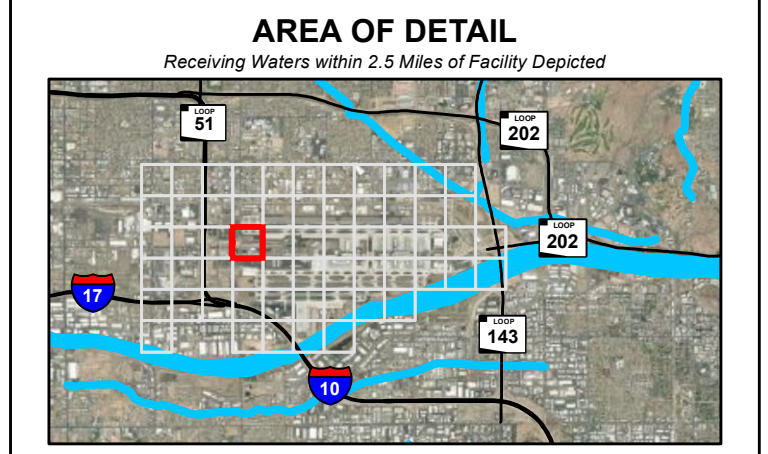 AREA OF DETAIL
Receiving Waters within 2.5 Miles of Facility Depicted
LOOP
51
LOOP
202
LOOP
202
17
LOOP
143
10